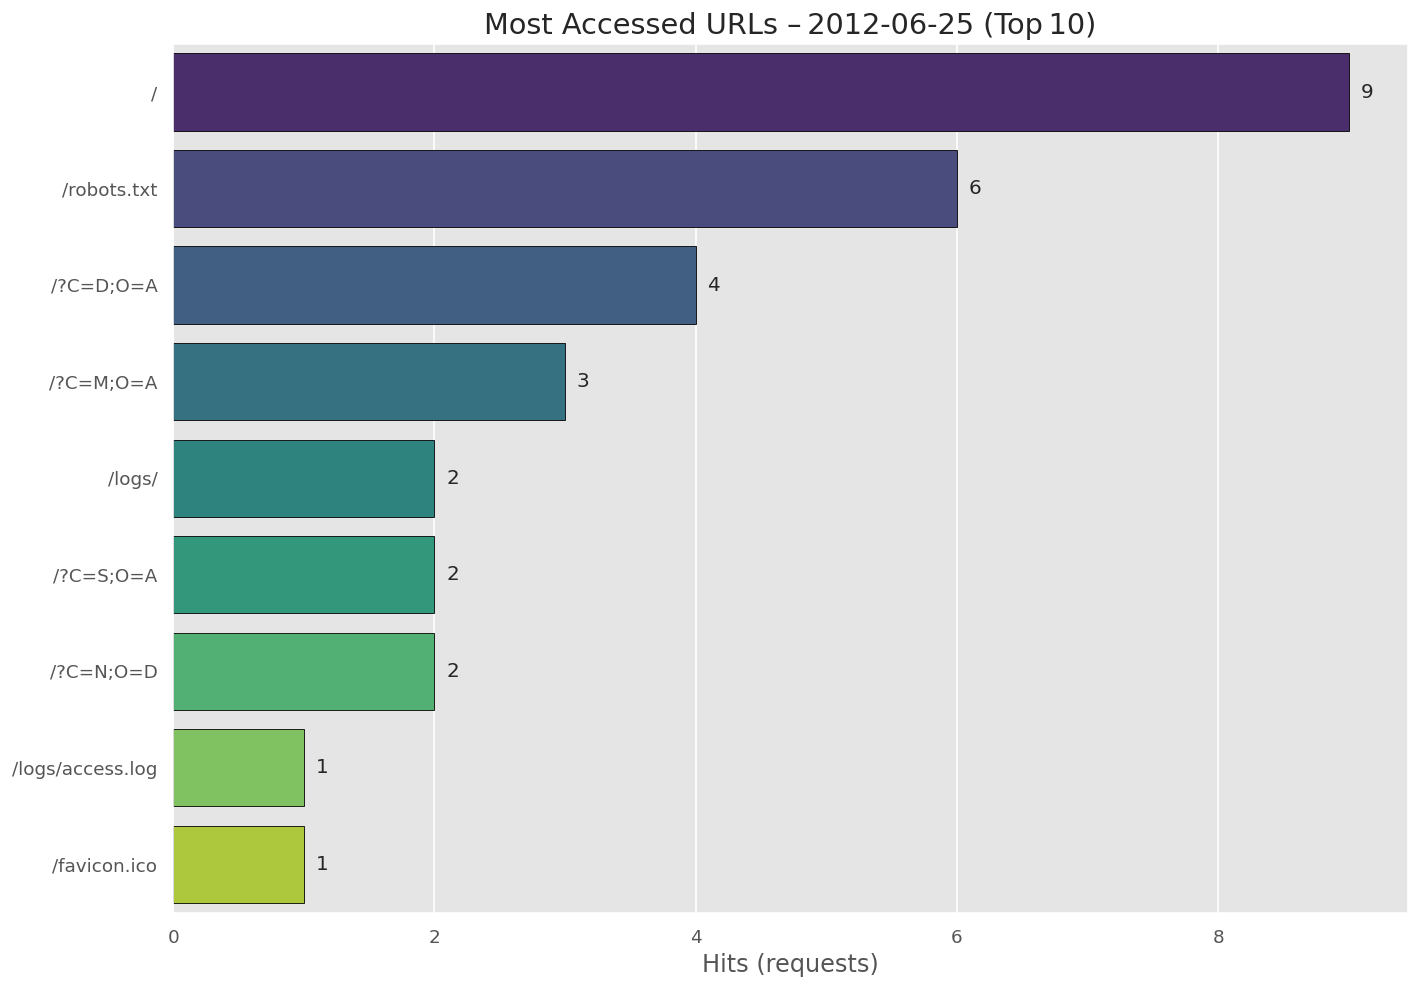 Most Accessed URLs – 2012-06-25 (Top 10)
/
9
/robots.txt
6
/?C=D;O=A
4
/?C=M;O=A
3
/logs/
2
/?C=S;O=A
2
/?C=N;O=D
2
/logs/access.log
1
/favicon.ico
1
0 2 4 6 8
Hits (requests)